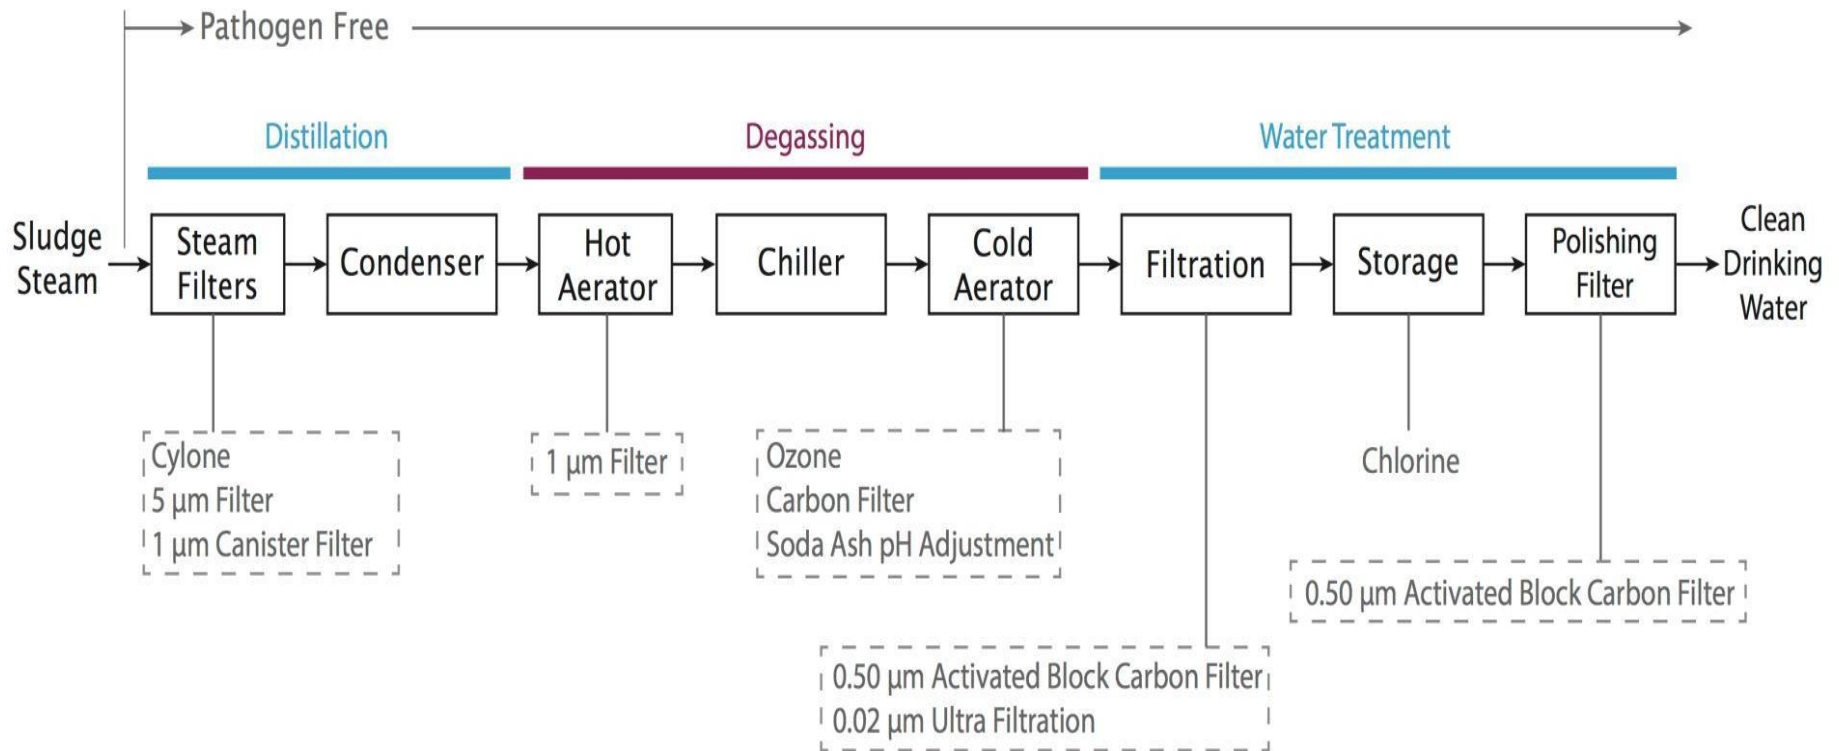 Pathogen Free
Distillation
Degassing
Water Treatment
Sludge
Steam
Steam
Filters
Condenser
Hot
Aerator
Chiller
Cold
Aerator
Filtration
Storage
Polishing
Filter
Clean
Drinking
Water
Cylone
5 µm Filter
1 µm Canister Filter
1 µm Filter
Ozone
Carbon Filter
Soda Ash pH Adjustment
Chlorine
0.50 µm Activated Block Carbon Filter
0.50 µm Activated Block Carbon Filter
0.02 µm Ultra Filtration